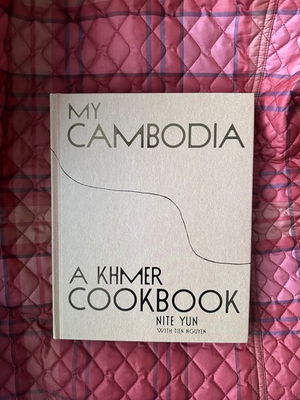 MY
CAMBODIA
A KHMER
COOKBOOK
NITE YUN
WITH TIEN NGUYEN